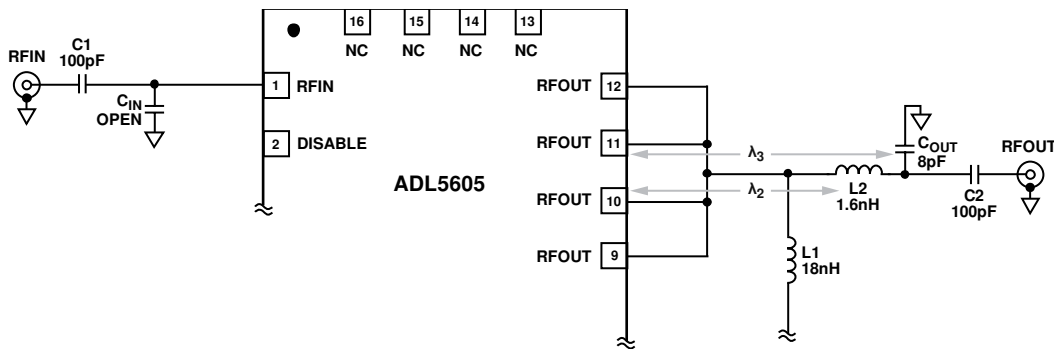 16 15 14 13
NC NC NC NC
RFIN
C1
100pF
C_IN
OPEN
1 RFIN
2 DISABLE
ADL5605
RFOUT 12
RFOUT 11
RFOUT 10
RFOUT 9
λ3
λ2
L2
1.6nH
L1
18nH
C_OUT
8pF
C2
100pF
RFOUT